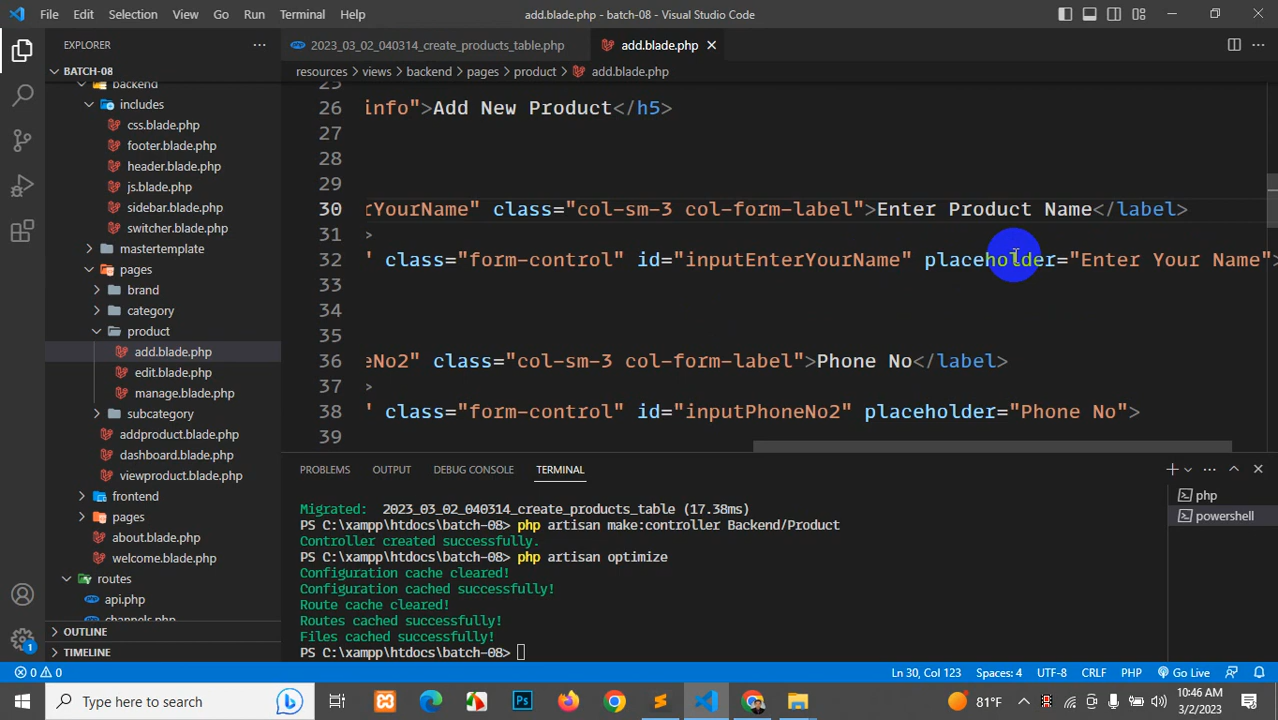 File Edit Selection View Go Run Terminal Help
add.blade.php - batch-08 - Visual Studio Code
EXPLORER
BATCH-08
backend
includes
css.blade.php
footer.blade.php
header.blade.php
js.blade.php
sidebar.blade.php
switcher.blade.php
mastertemplate
pages
brand
category
product
add.blade.php
edit.blade.php
manage.blade.php
subcategory
addproduct.blade.php
dashboard.blade.php
viewproduct.blade.php
frontend
pages
about.blade.php
welcome.blade.php
routes
api.php
channels.php
OUTLINE
TIMELINE
2023_03_02_040314_create_products_table.php
add.blade.php
resources > views > backend > pages > product > add.blade.php
25
26 info">Add New Product</h5>
27
28
29
30 rYourName" class="col-sm-3 col-form-label">Enter Product Name</label>
31 >
32 " class="form-control" id="inputEnterYourName" placeholder="Enter Your Name">
33
34
35
36 eNo2" class="col-sm-3 col-form-label">Phone No</label>
37 >
38 " class="form-control" id="inputPhoneNo2" placeholder="Phone No">
39
PROBLEMS OUTPUT DEBUG CONSOLE TERMINAL
Migrated: 2023_03_02_040314_create_products_table (17.38ms)
PS C:\xampp\htdocs\batch-08> php artisan make:controller Backend/Product
Controller created successfully.
PS C:\xampp\htdocs\batch-08> php artisan optimize
Configuration cache cleared!
Configuration cached successfully!
Route cache cleared!
Routes cached successfully!
Files cached successfully!
PS C:\xampp\htdocs\batch-08>
php
powershell
0 0
Ln 30, Col 123 Spaces: 4 UTF-8 CRLF PHP Go Live
1
Type here to search
Ps
81°F
10:46 AM
3/2/2023